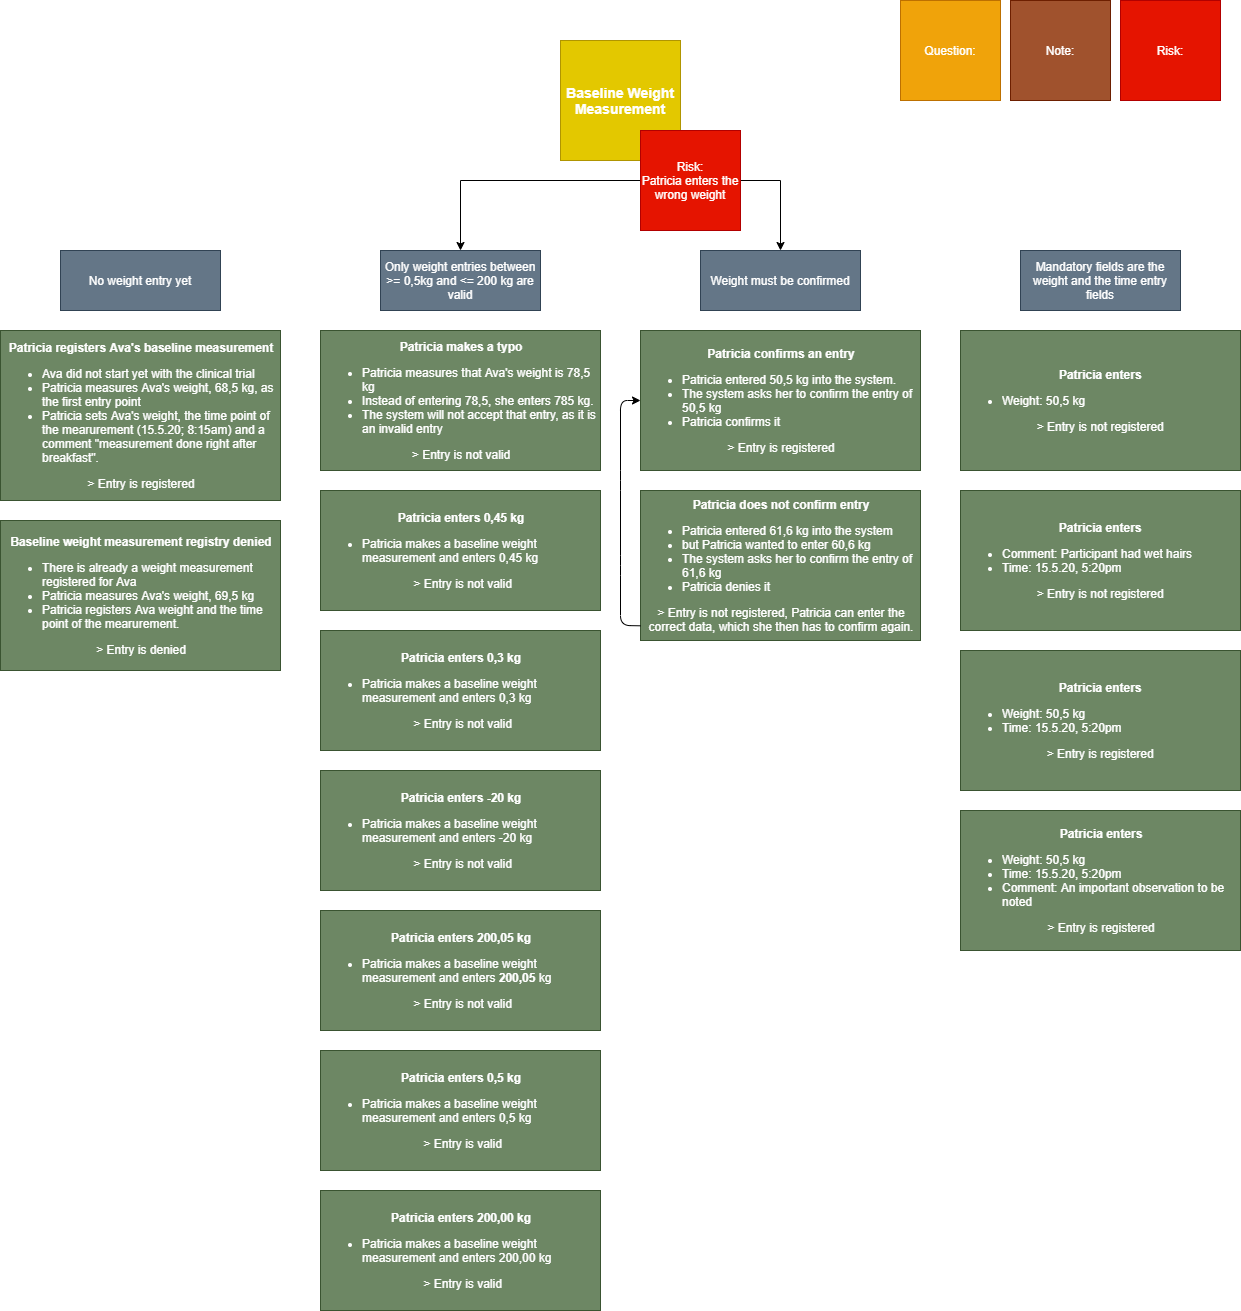 Question:
Note:
Risk:
Baseline Weight
Measurement
Risk:
Patricia enters the
wrong weight
No weight entry yet
Only weight entries between
>= 0,5kg and <= 200 kg are
valid
Weight must be confirmed
Mandatory fields are the
weight and the time entry
fields
Patricia registers Ava's baseline measurement
Ava did not start yet with the clinical trial
Patricia measures Ava's weight, 68,5 kg, as
the first entry point
Patricia sets Ava's weight, the time point of
the mearurement (15.5.20; 8:15am) and a
comment "measurement done right after
breakfast".
> Entry is registered
Baseline weight measurement registry denied
There is already a weight measurement
registered for Ava
Patricia measures Ava's weight, 69,5 kg
Patricia registers Ava weight and the time
point of the mearurement.
> Entry is denied
Patricia makes a typo
Patricia measures that Ava's weight is 78,5
kg
Instead of entering 78,5, she enters 785 kg.
The system will not accept that entry, as it is
an invalid entry
> Entry is not valid
Patricia enters 0,45 kg
Patricia makes a baseline weight
measurement and enters 0,45 kg
> Entry is not valid
Patricia enters 0,3 kg
Patricia makes a baseline weight
measurement and enters 0,3 kg
> Entry is not valid
Patricia enters -20 kg
Patricia makes a baseline weight
measurement and enters -20 kg
> Entry is not valid
Patricia enters 200,05 kg
Patricia makes a baseline weight
measurement and enters 200,05 kg
> Entry is not valid
Patricia enters 0,5 kg
Patricia makes a baseline weight
measurement and enters 0,5 kg
> Entry is valid
Patricia enters 200,00 kg
Patricia makes a baseline weight
measurement and enters 200,00 kg
> Entry is valid
Patricia confirms an entry
Patricia entered 50,5 kg into the system.
The system asks her to confirm the entry of
50,5 kg
Patricia confirms it
> Entry is registered
Patricia does not confirm entry
Patricia entered 61,6 kg into the system
but Patricia wanted to enter 60,6 kg
The system asks her to confirm the entry of
61,6 kg
Patricia denies it
> Entry is not registered, Patricia can enter the
correct data, which she then has to confirm again.
Patricia enters
Weight: 50,5 kg
> Entry is not registered
Patricia enters
Comment: Participant had wet hairs
Time: 15.5.20, 5:20pm
> Entry is not registered
Patricia enters
Weight: 50,5 kg
Time: 15.5.20, 5:20pm
> Entry is registered
Patricia enters
Weight: 50,5 kg
Time: 15.5.20, 5:20pm
Comment: An important observation to be
noted
> Entry is registered